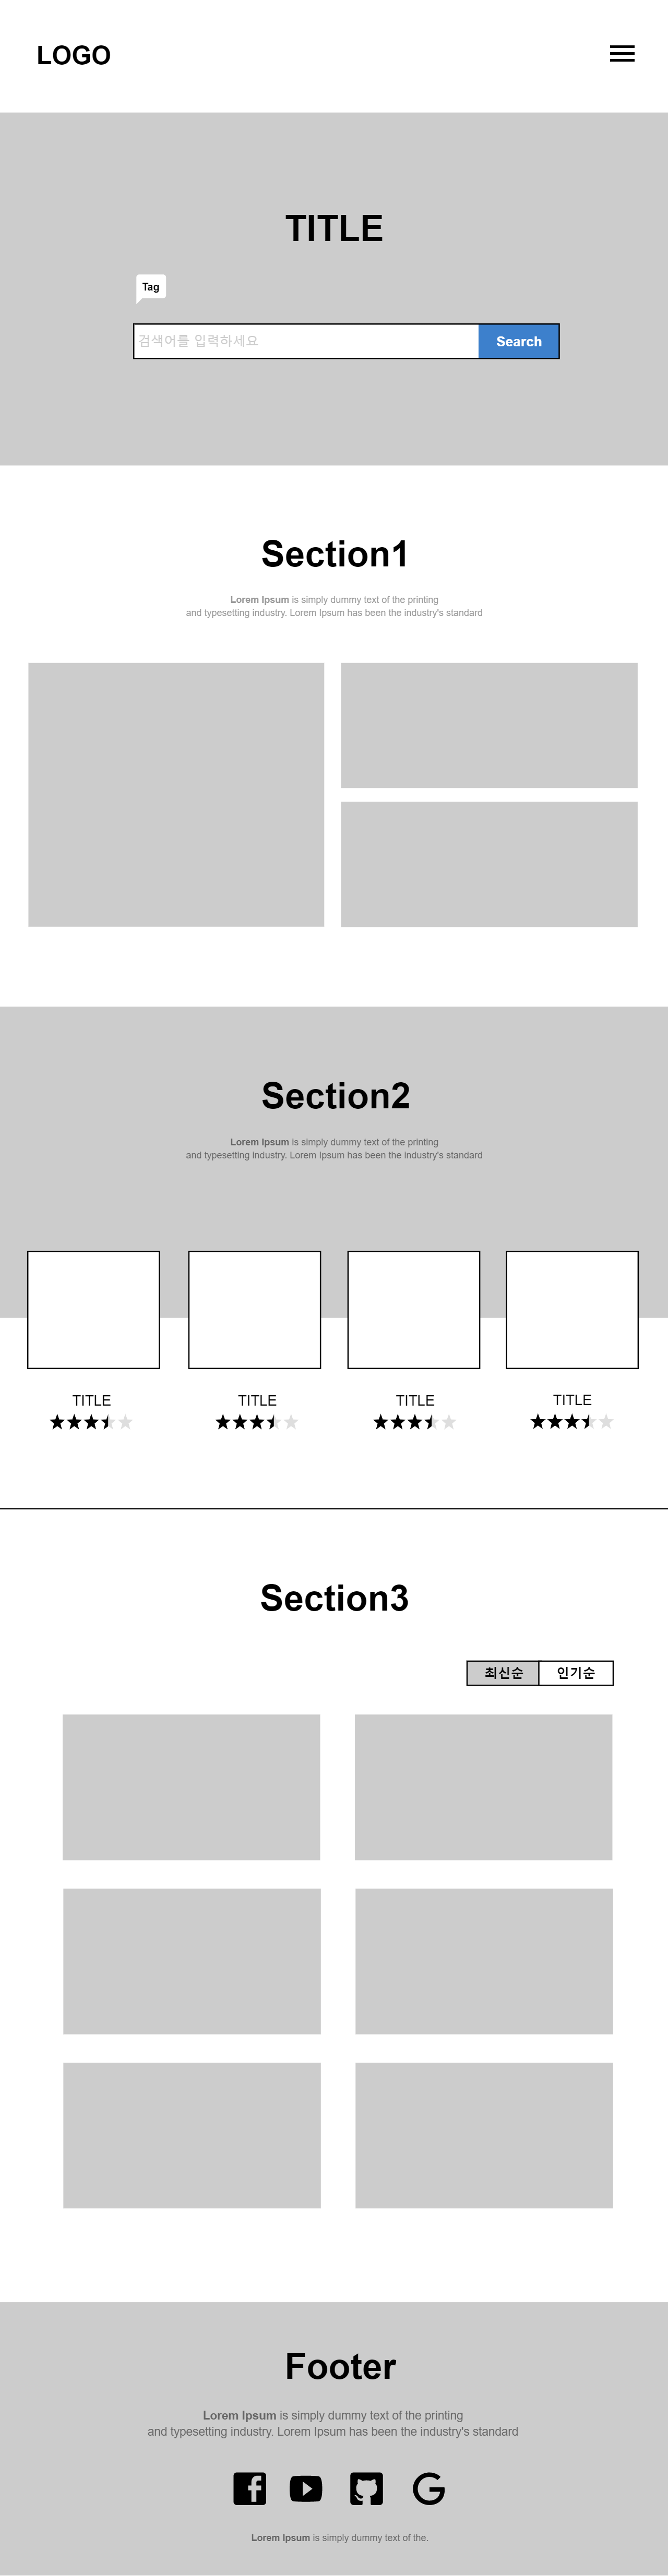 LOGO
TITLE
Tag
검색어를 입력하세요
Search
Section1
Lorem Ipsum is simply dummy text of the printing
and typesetting industry. Lorem Ipsum has been the industry's standard
Section2
Lorem Ipsum is simply dummy text of the printing
and typesetting industry. Lorem Ipsum has been the industry's standard
TITLE
TITLE
TITLE
TITLE
Section3
최신순
인기순
Footer
Lorem Ipsum is simply dummy text of the printing
and typesetting industry. Lorem Ipsum has been the industry's standard
Lorem Ipsum is simply dummy text of the.